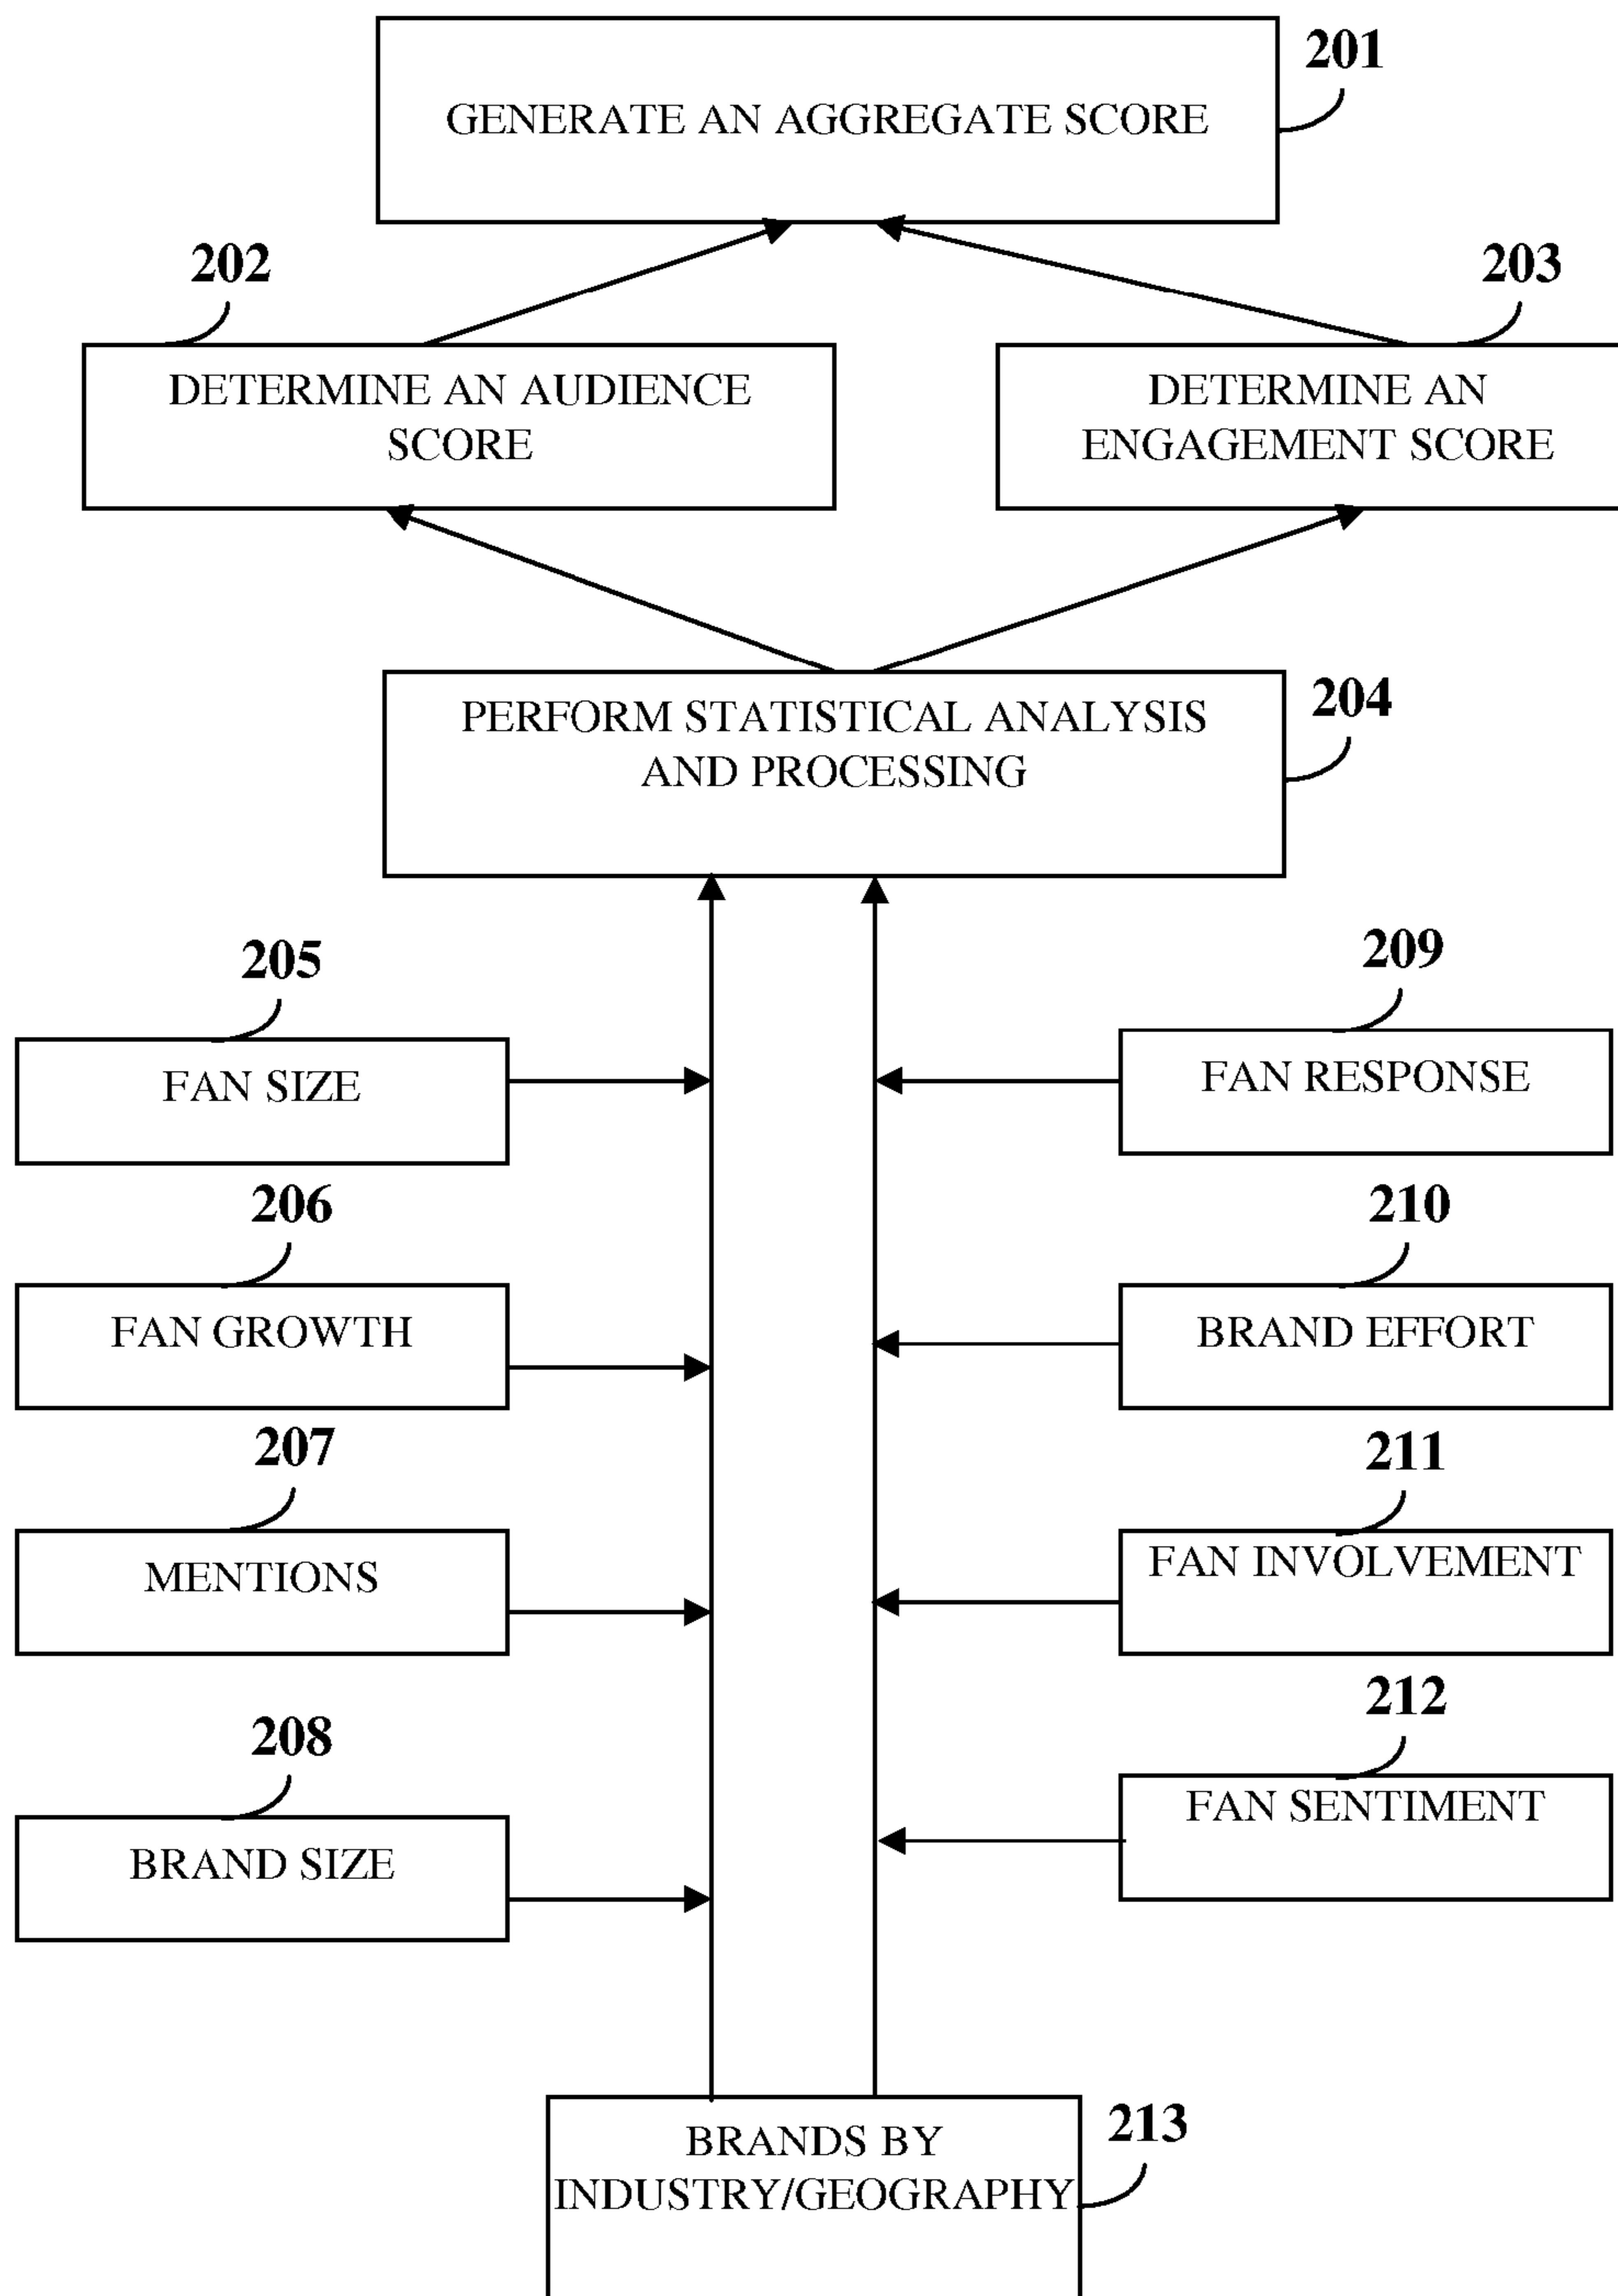 201
GENERATE AN AGGREGATE SCORE
202
203
DETERMINE AN AUDIENCE
SCORE
DETERMINE AN
ENGAGEMENT SCORE
204
PERFORM STATISTICAL ANALYSIS
AND PROCESSING
205
FAN SIZE
206
FAN GROWTH
207
MENTIONS
208
BRAND SIZE
209
FAN RESPONSE
210
BRAND EFFORT
211
FAN INVOLVEMENT
212
FAN SENTIMENT
213
BRANDS BY
INDUSTRY/GEOGRAPHY